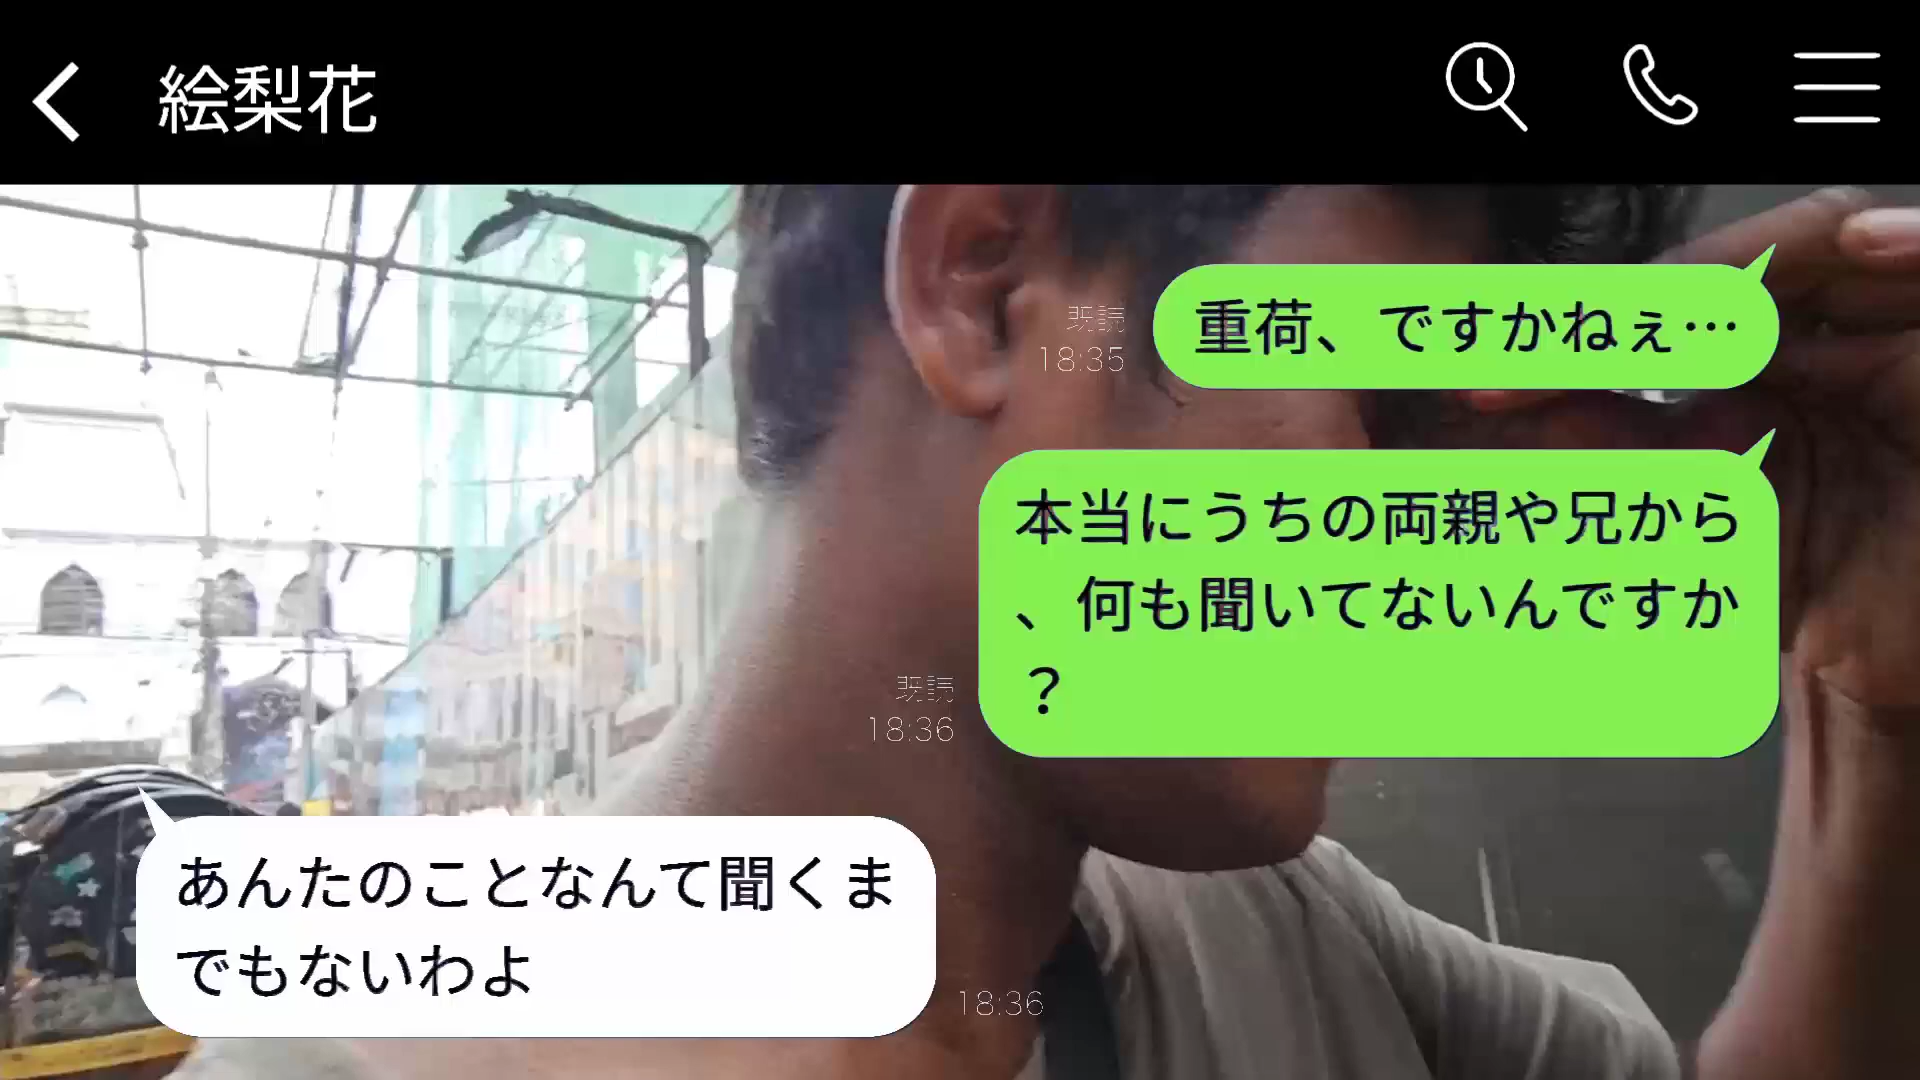 絵梨花
重荷、ですかねぇ…
既読
18:35
本当にうちの両親や兄から
、何も聞いてないんですか
？
既読
18:36
あんたのことなんて聞くま
でもないわよ
18:36